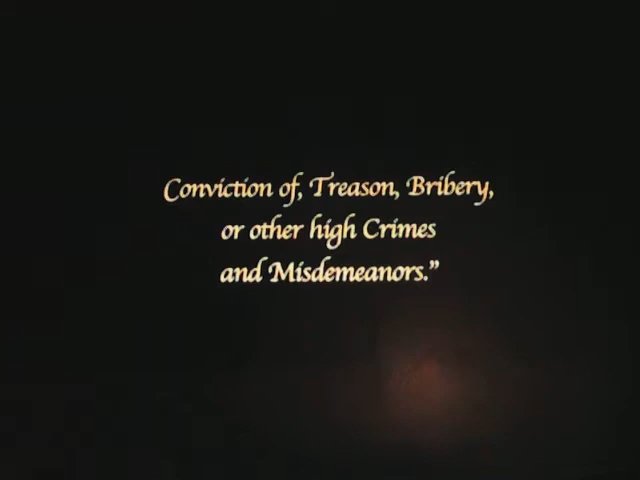 Conviction of, Treason, Bribery,
or other high Crimes
and Misdemeanors.”